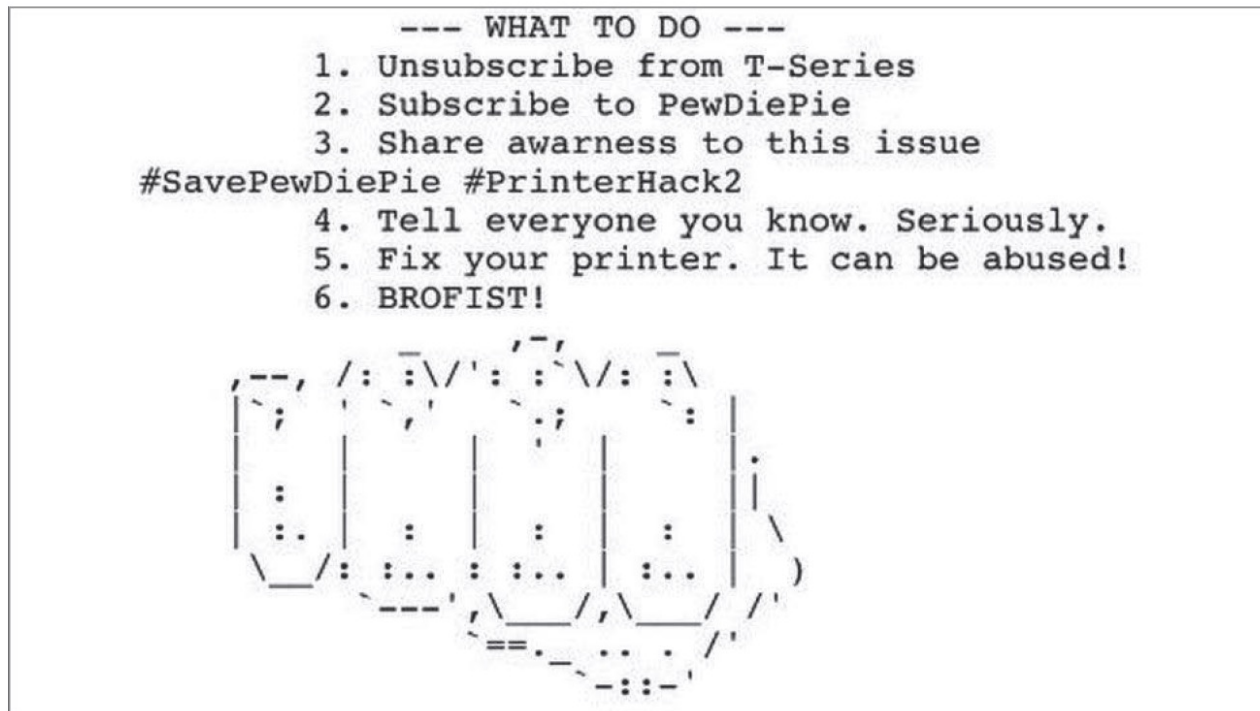 --- WHAT TO DO ---
1. Unsubscribe from T-Series
2. Subscribe to PewDiePie
3. Share awarness to this issue
#SavePewDiePie #PrinterHack2
4. Tell everyone you know. Seriously.
5. Fix your printer. It can be abused!
6. BROFIST!